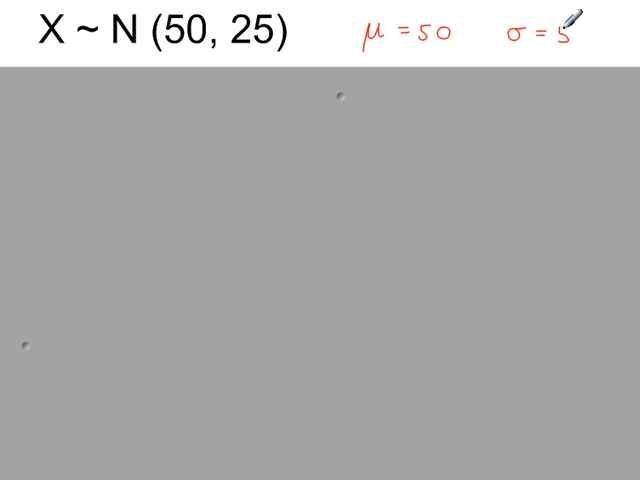 X ~ N (50, 25) μ = 50 σ = 5